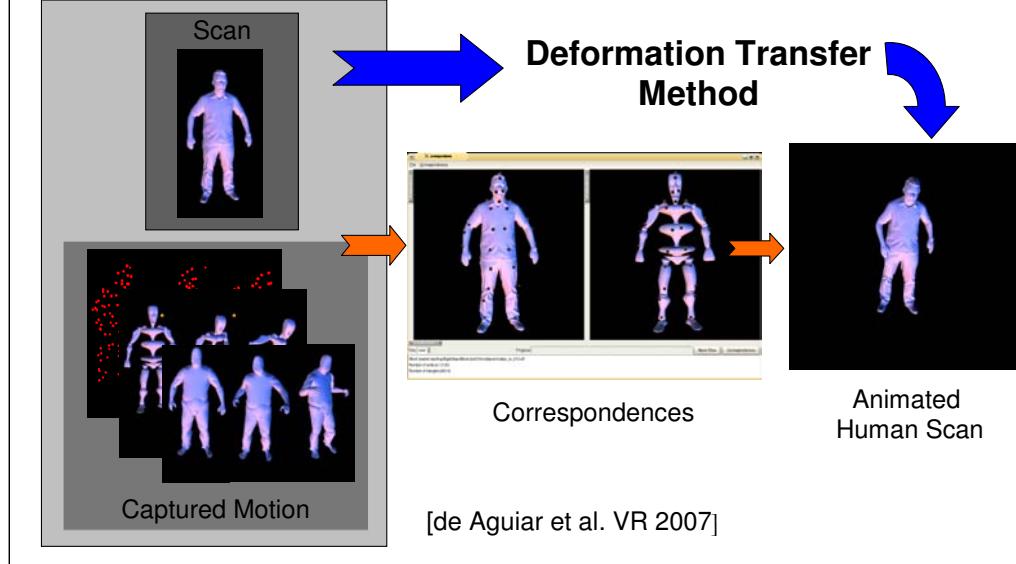 Scan
Deformation Transfer
Method
Correspondences
Animated
Human Scan
Captured Motion
[de Aguiar et al. VR 2007]